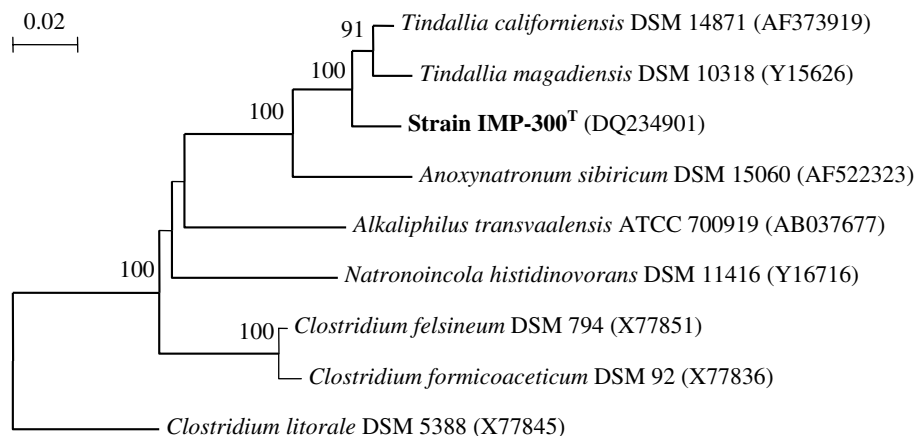 0.02
91
Tindallia californiensis DSM 14871 (AF373919)
100
Tindallia magadiensis DSM 10318 (Y15626)
100
Strain IMP-300ᵀ (DQ234901)
Anoxynatronum sibiricum DSM 15060 (AF522323)
Alkaliphilus transvaalensis ATCC 700919 (AB037677)
100
Natronoincola histidinovorans DSM 11416 (Y16716)
100
Clostridium felsineum DSM 794 (X77851)
Clostridium formicoaceticum DSM 92 (X77836)
Clostridium litorale DSM 5388 (X77845)